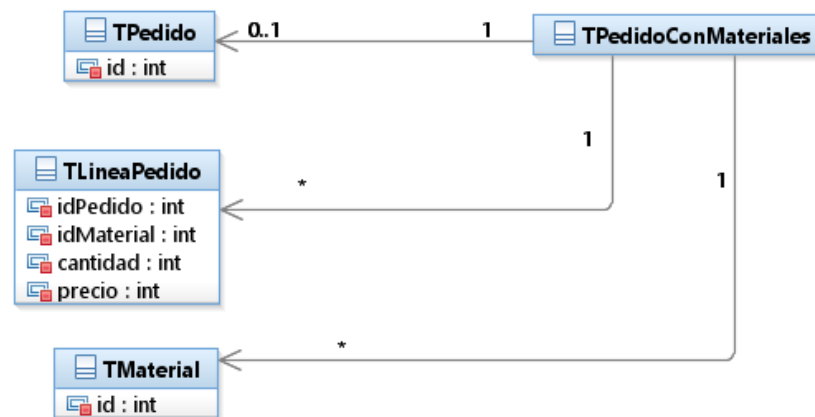 TPedido
id : int
0..1
1
TPedidoConMateriales
TLineaPedido
idPedido : int
idMaterial : int
cantidad : int
precio : int
*
1
1
TMaterial
id : int
*